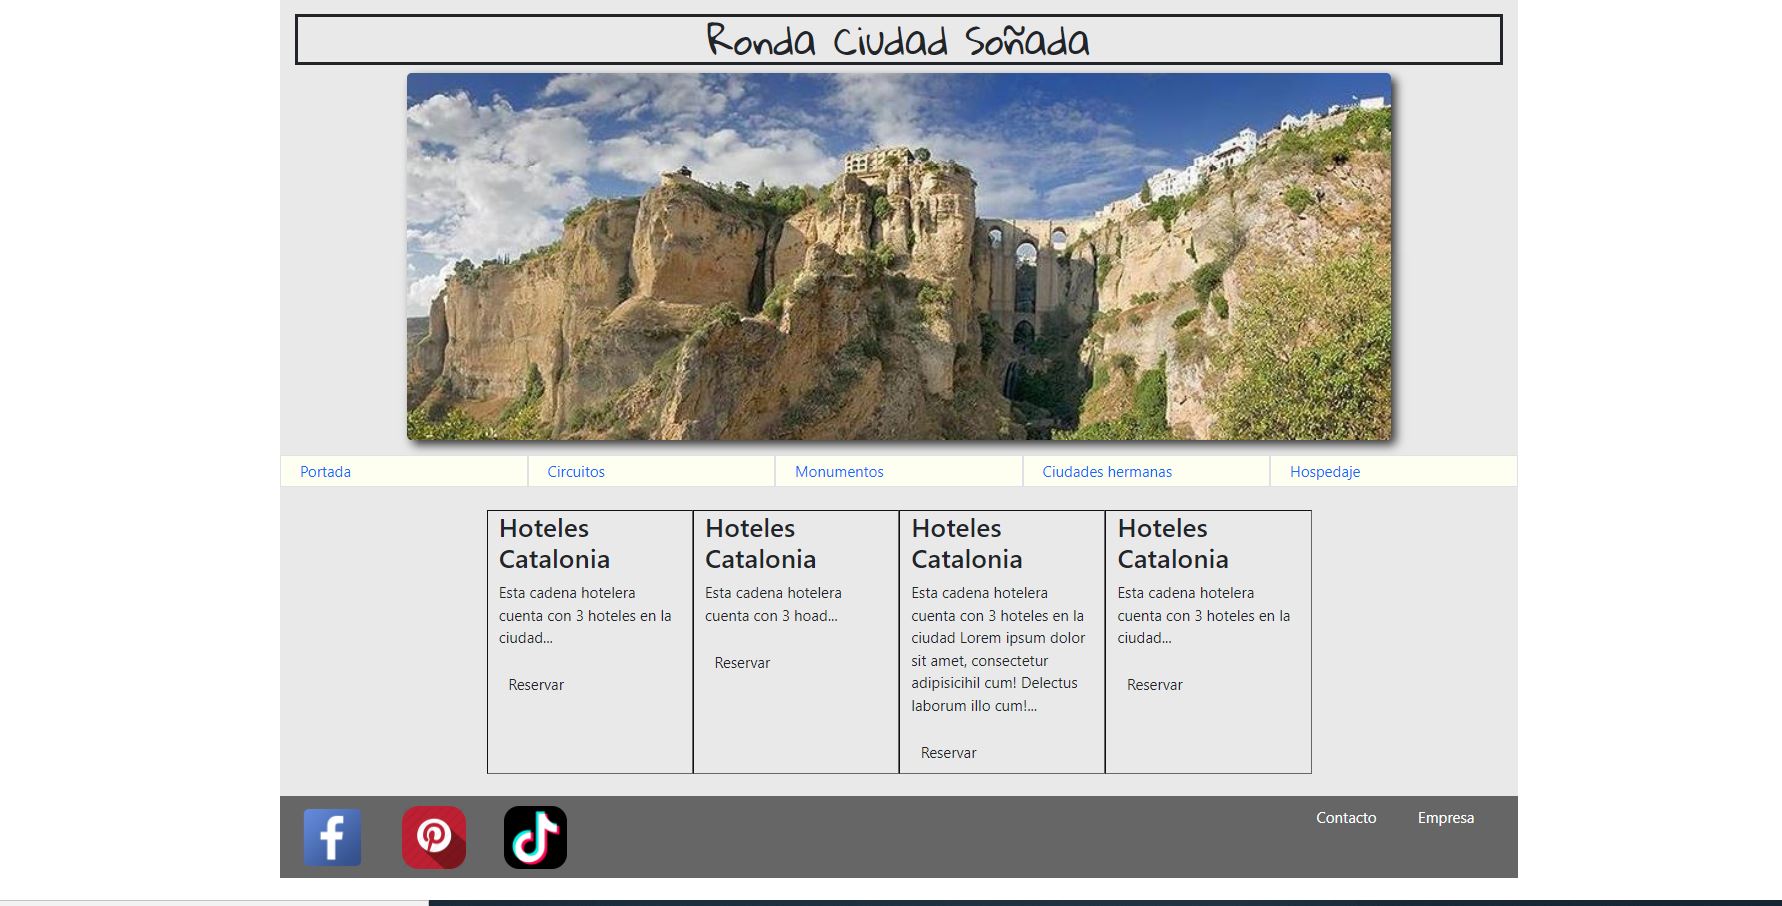 Ronda Ciudad Soñada
Portada
Circuitos
Monumentos
Ciudades hermanas
Hospedaje
Hoteles
Catalonia
Esta cadena hotelera
cuenta con 3 hoteles en la
ciudad...
Reservar
Hoteles
Catalonia
Esta cadena hotelera
cuenta con 3 hoad...
Reservar
Hoteles
Catalonia
Esta cadena hotelera
cuenta con 3 hoteles en la
ciudad Lorem ipsum dolor
sit amet, consectetur
adipisicihil cum! Delectus
laborum illo cum!...
Reservar
Hoteles
Catalonia
Esta cadena hotelera
cuenta con 3 hoteles en la
ciudad...
Reservar
Contacto
Empresa